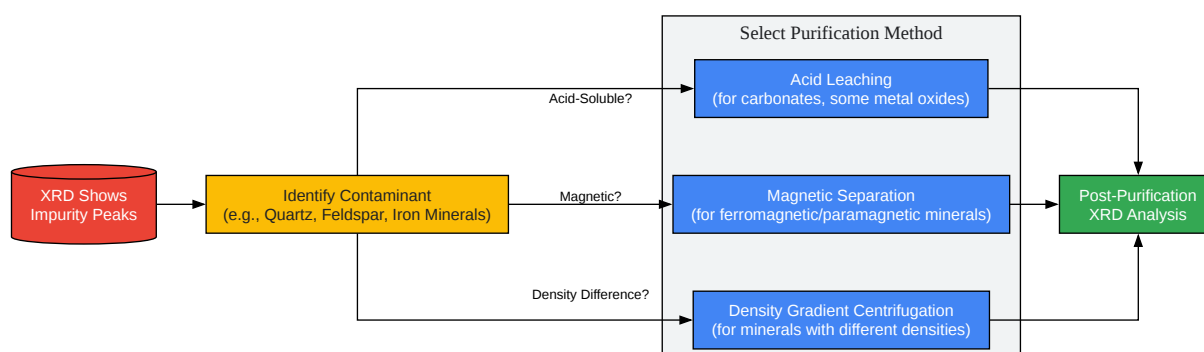 Select Purification Method
Acid Leaching
(for carbonates, some metal oxides)
Acid-Soluble?
XRD Shows
Impurity Peaks
Identify Contaminant
(e.g., Quartz, Feldspar, Iron Minerals)
Magnetic?
Magnetic Separation
(for ferromagnetic/paramagnetic minerals)
Post-Purification
XRD Analysis
Density Difference?
Density Gradient Centrifugation
(for minerals with different densities)